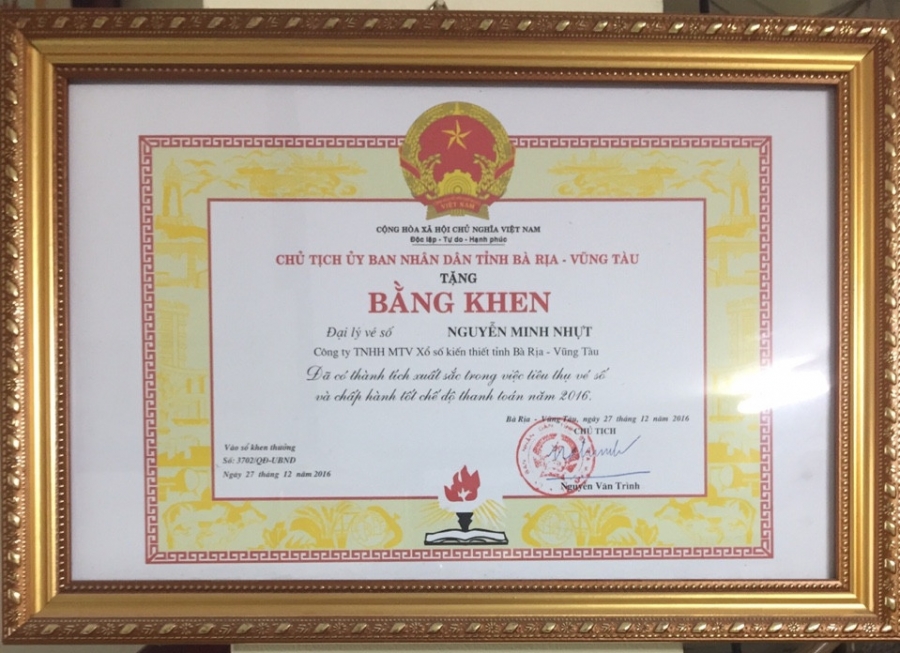 VIỆT NAM
CỘNG HÒA XÃ HỘI CHỦ NGHĨA VIỆT NAM
Độc lập - Tự do - Hạnh phúc
CHỦ TỊCH ỦY BAN NHÂN DÂN TỈNH BÀ RỊA - VŨNG TÀU
TẶNG
BẰNG KHEN
Đại lý vé số NGUYỄN MINH NHỰT
Công ty TNHH MTV Xổ số kiến thiết tỉnh Bà Rịa - Vũng Tàu
Đã có thành tích xuất sắc trong việc tiêu thụ vé số
và chấp hành tốt chế độ thanh toán năm 2016.
Bà Rịa - Vũng Tàu, ngày 27 tháng 12 năm 2016
CHỦ TỊCH
Vào sổ khen thưởng
Số: 3702/QĐ-UBND
Ngày 27 tháng 12 năm 2016
Nguyễn Văn Trình